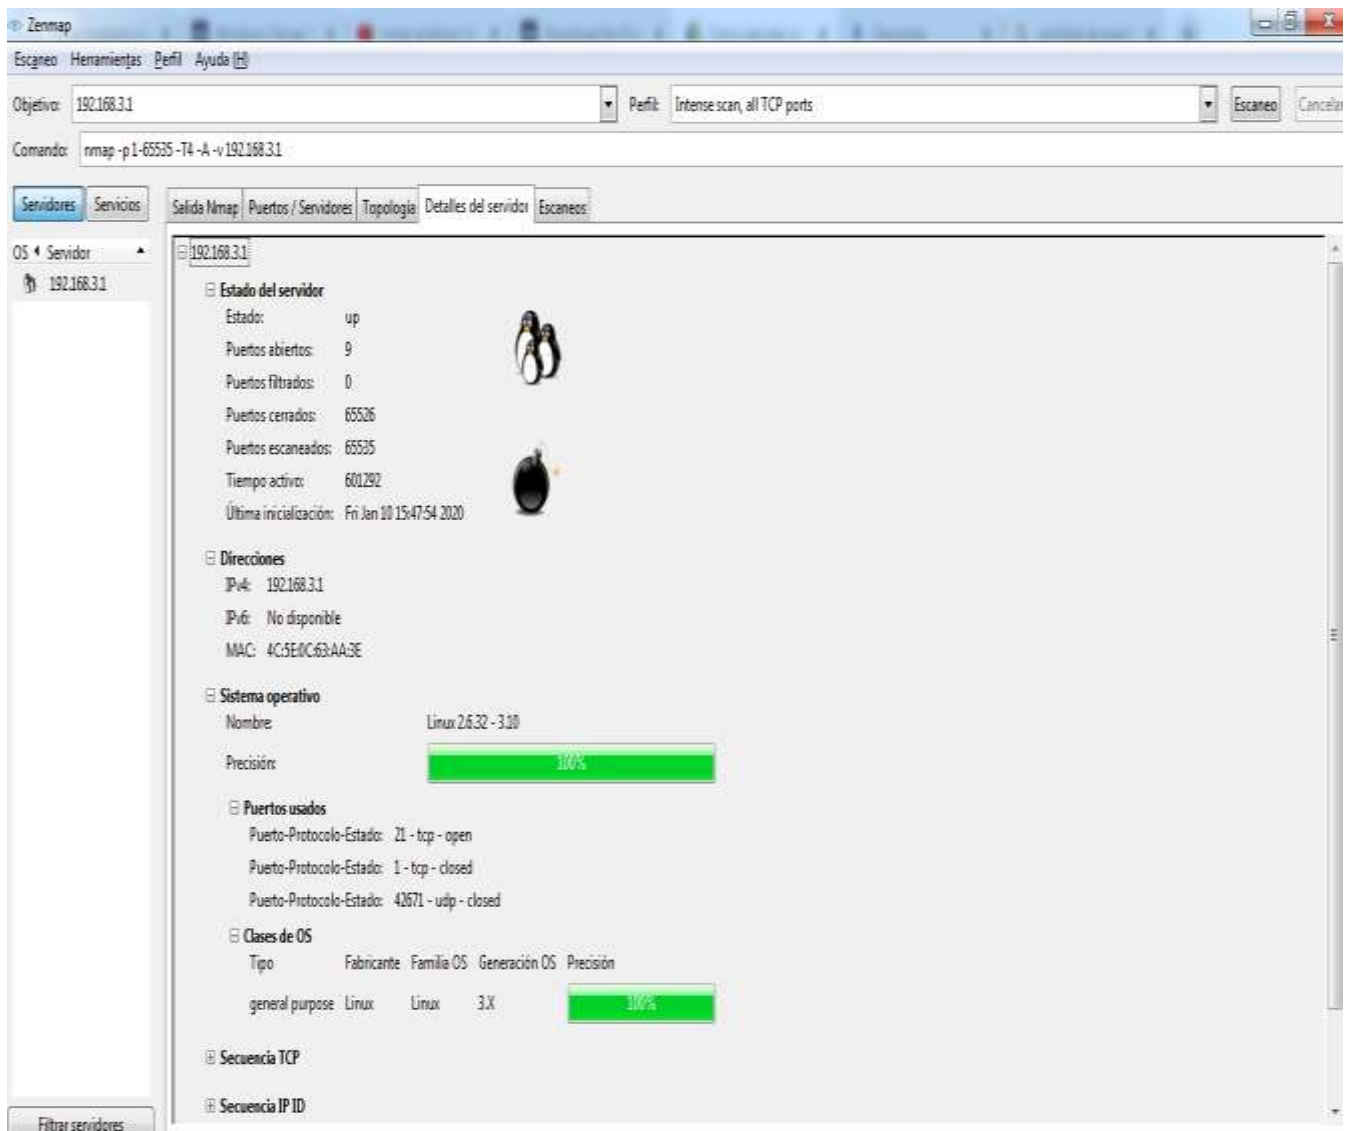 Zenmap
Escaneo Herramientas Perfil Ayuda (H)
Objetivo: 192.168.3.1 Perfil: Intense scan, all TCP ports Escaneo Cancelar
Comando: nmap -p 1-65535 -T4 -A -v 192.168.3.1
Servidores Servicios Salida Nmap Puertos / Servidores Topología Detalles del servidor Escaneos
OS Servidor
192.168.3.1
192.168.3.1
Estado del servidor
Estado: up
Puertos abiertos: 9
Puertos filtrados: 0
Puertos cerrados: 65526
Puertos escaneados: 65535
Tiempo activo: 601292
Última inicialización: Fri Jan 10 15:47:54 2020
Direcciones
IPv4: 192.168.3.1
IPv6: No disponible
MAC: 4C:5E:0C:63:AA:3E
Sistema operativo
Nombre: Linux 2.6.32 - 3.10
Precisión: 100%
Puertos usados
Puerto-Protocolo-Estado: 21 - tcp - open
Puerto-Protocolo-Estado: 1 - tcp - closed
Puerto-Protocolo-Estado: 42671 - udp - closed
Clases de OS
Tipo Fabricante Familia OS Generación OS Precisión
general purpose Linux Linux 3.X 100%
Secuencia TCP
Secuencia IP ID
Filtrar servidores